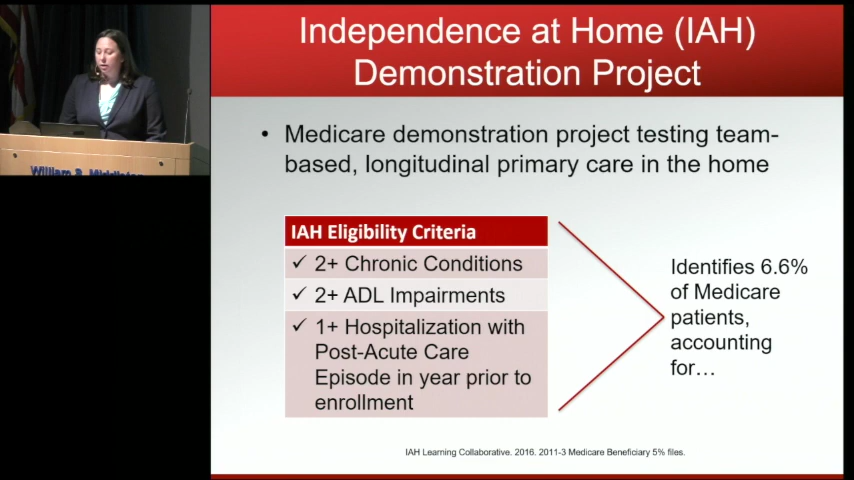 Independence at Home (IAH)
Demonstration Project
• Medicare demonstration project testing team-
based, longitudinal primary care in the home
IAH Eligibility Criteria
✓ 2+ Chronic Conditions
✓ 2+ ADL Impairments
✓ 1+ Hospitalization with
Post-Acute Care
Episode in year prior to
enrollment
Identifies 6.6%
of Medicare
patients,
accounting
for…
IAH Learning Collaborative. 2016. 2011-3 Medicare Beneficiary 5% files.
William S. Middleton